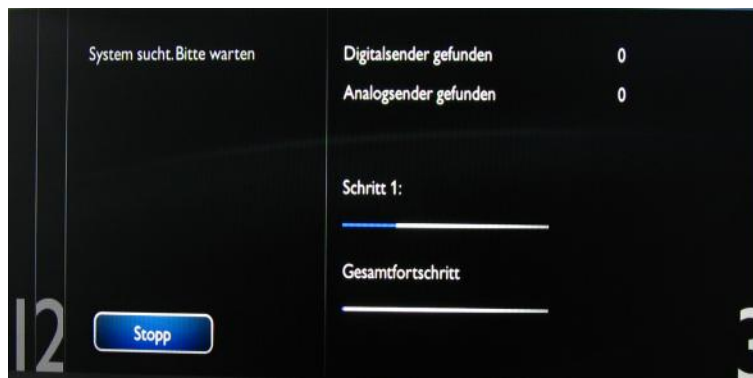 System sucht. Bitte warten
Digitalsender gefunden 0
Analogsender gefunden 0
Schritt 1:
Gesamtfortschritt
12
Stopp
3